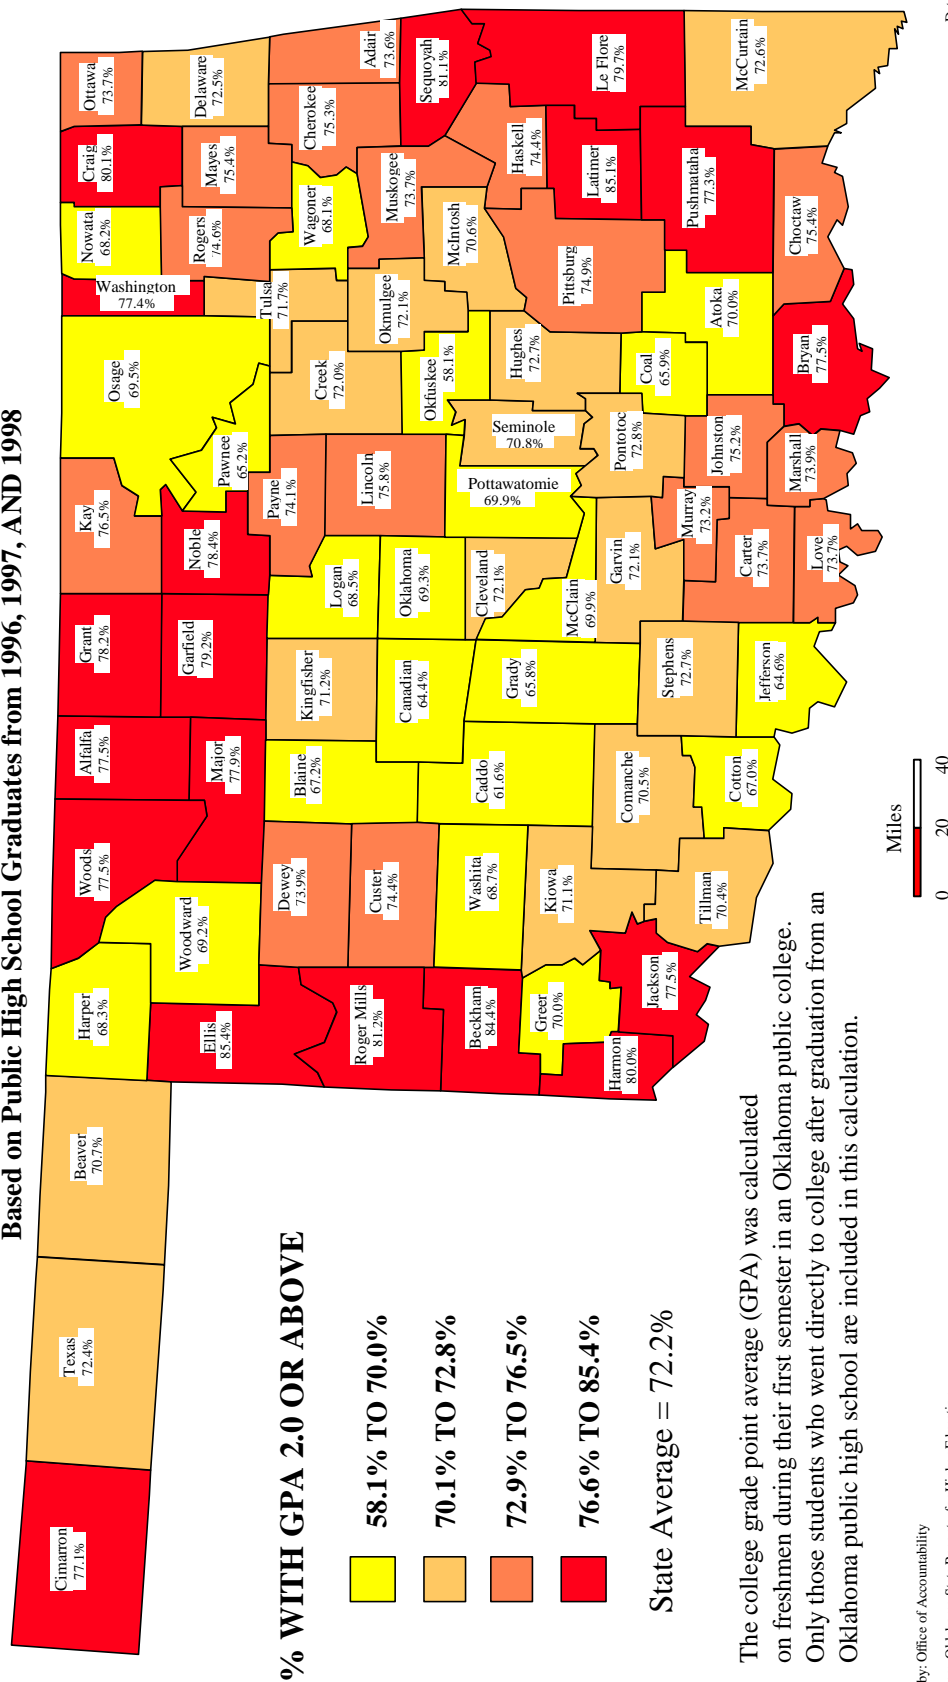 Based on Public High School Graduates from 1996, 1997, AND 1998
Cimarron
77.1%
Texas
72.4%
Beaver
70.7%
Harper
68.3%
Woods
77.5%
Alfalfa
77.5%
Grant
78.2%
Kay
76.5%
Osage
69.5%
Washington
77.4%
Nowata
68.2%
Craig
80.1%
Ottawa
73.7%
Ellis
85.4%
Woodward
69.2%
Major
77.9%
Garfield
79.2%
Noble
78.4%
Pawnee
65.2%
Rogers
74.6%
Mayes
75.4%
Delaware
72.5%
Roger Mills
81.2%
Dewey
73.9%
Blaine
67.2%
Kingfisher
71.2%
Logan
68.5%
Payne
74.1%
Creek
72.0%
Tulsa
71.7%
Wagoner
68.1%
Cherokee
75.3%
Adair
73.6%
Custer
74.4%
Canadian
64.4%
Oklahoma
69.3%
Lincoln
75.8%
Okfuskee
58.1%
Okmulgee
72.1%
Muskogee
73.7%
Sequoyah
81.1%
Beckham
84.4%
Washita
68.7%
Caddo
61.6%
Grady
65.8%
Cleveland
72.1%
Pottawatomie
69.9%
Seminole
70.8%
Hughes
72.7%
McIntosh
70.6%
Haskell
74.4%
Greer
70.0%
Kiowa
71.1%
McClain
69.9%
Pittsburg
74.9%
Latimer
85.1%
Le Flore
79.7%
Harmon
80.0%
Jackson
77.5%
Comanche
70.5%
Stephens
72.7%
Garvin
72.1%
Murray
73.2%
Pontotoc
72.8%
Coal
65.9%
Atoka
70.0%
Pushmataha
77.3%
McCurtain
72.6%
Tillman
70.4%
Cotton
67.0%
Jefferson
64.6%
Carter
73.7%
Love
73.7%
Johnston
75.2%
Marshall
73.9%
Bryan
77.5%
Choctaw
75.4%
% WITH GPA 2.0 OR ABOVE
58.1% TO 70.0%
70.1% TO 72.8%
72.9% TO 76.5%
76.6% TO 85.4%
State Average = 72.2%
The college grade point average (GPA) was calculated
on freshmen during their first semester in an Oklahoma public college.
Only those students who went directly to college after graduation from an
Oklahoma public high school are included in this calculation.
Miles
0 20 40
by: Office of Accountability